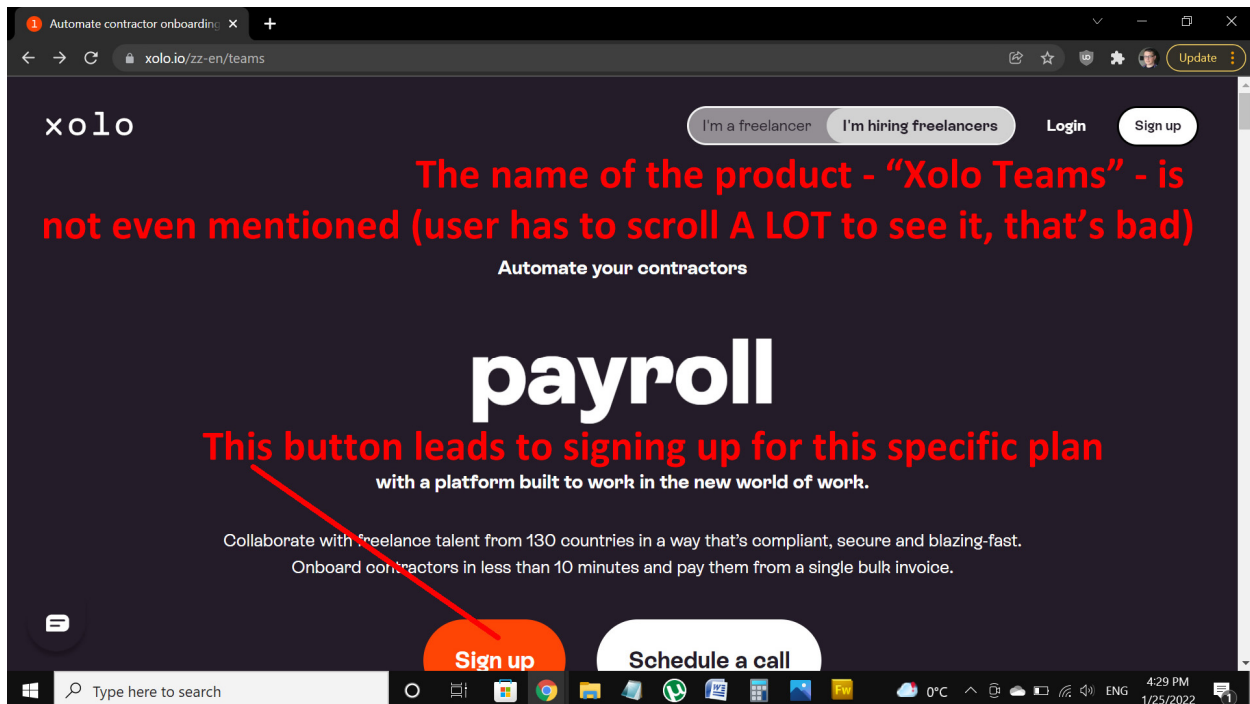 1 Automate contractor onboarding
xolo.io/zz-en/teams
Update
xolo
I'm a freelancer I'm hiring freelancers Login Sign up
The name of the product - “Xolo Teams” - is
not even mentioned (user has to scroll A LOT to see it, that’s bad)
Automate your contractors
payroll
This button leads to signing up for this specific plan
with a platform built to work in the new world of work.
Collaborate with freelance talent from 130 countries in a way that’s compliant, secure and blazing-fast.
Onboard contractors in less than 10 minutes and pay them from a single bulk invoice.
Sign up Schedule a call
Type here to search
Fw
0°C
ENG
4:29 PM
1/25/2022
1